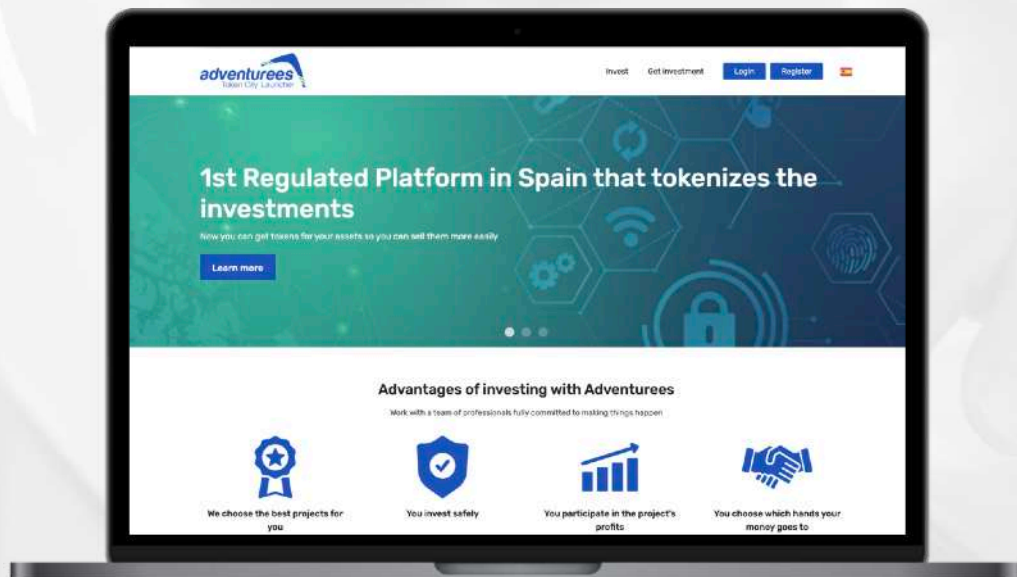 adventurees
Token City Launcher
Invest
Get Investment
Login
Register
1st Regulated Platform in Spain that tokenizes the
investments
Now you can get tokens for your assets so you can sell them more easily
Learn more
Advantages of investing with Adventurees
Work with a team of professionals fully committed to making things happen
We choose the best projects for
you
You invest safely
You participate in the project's
profits
You choose which hands your
money goes to